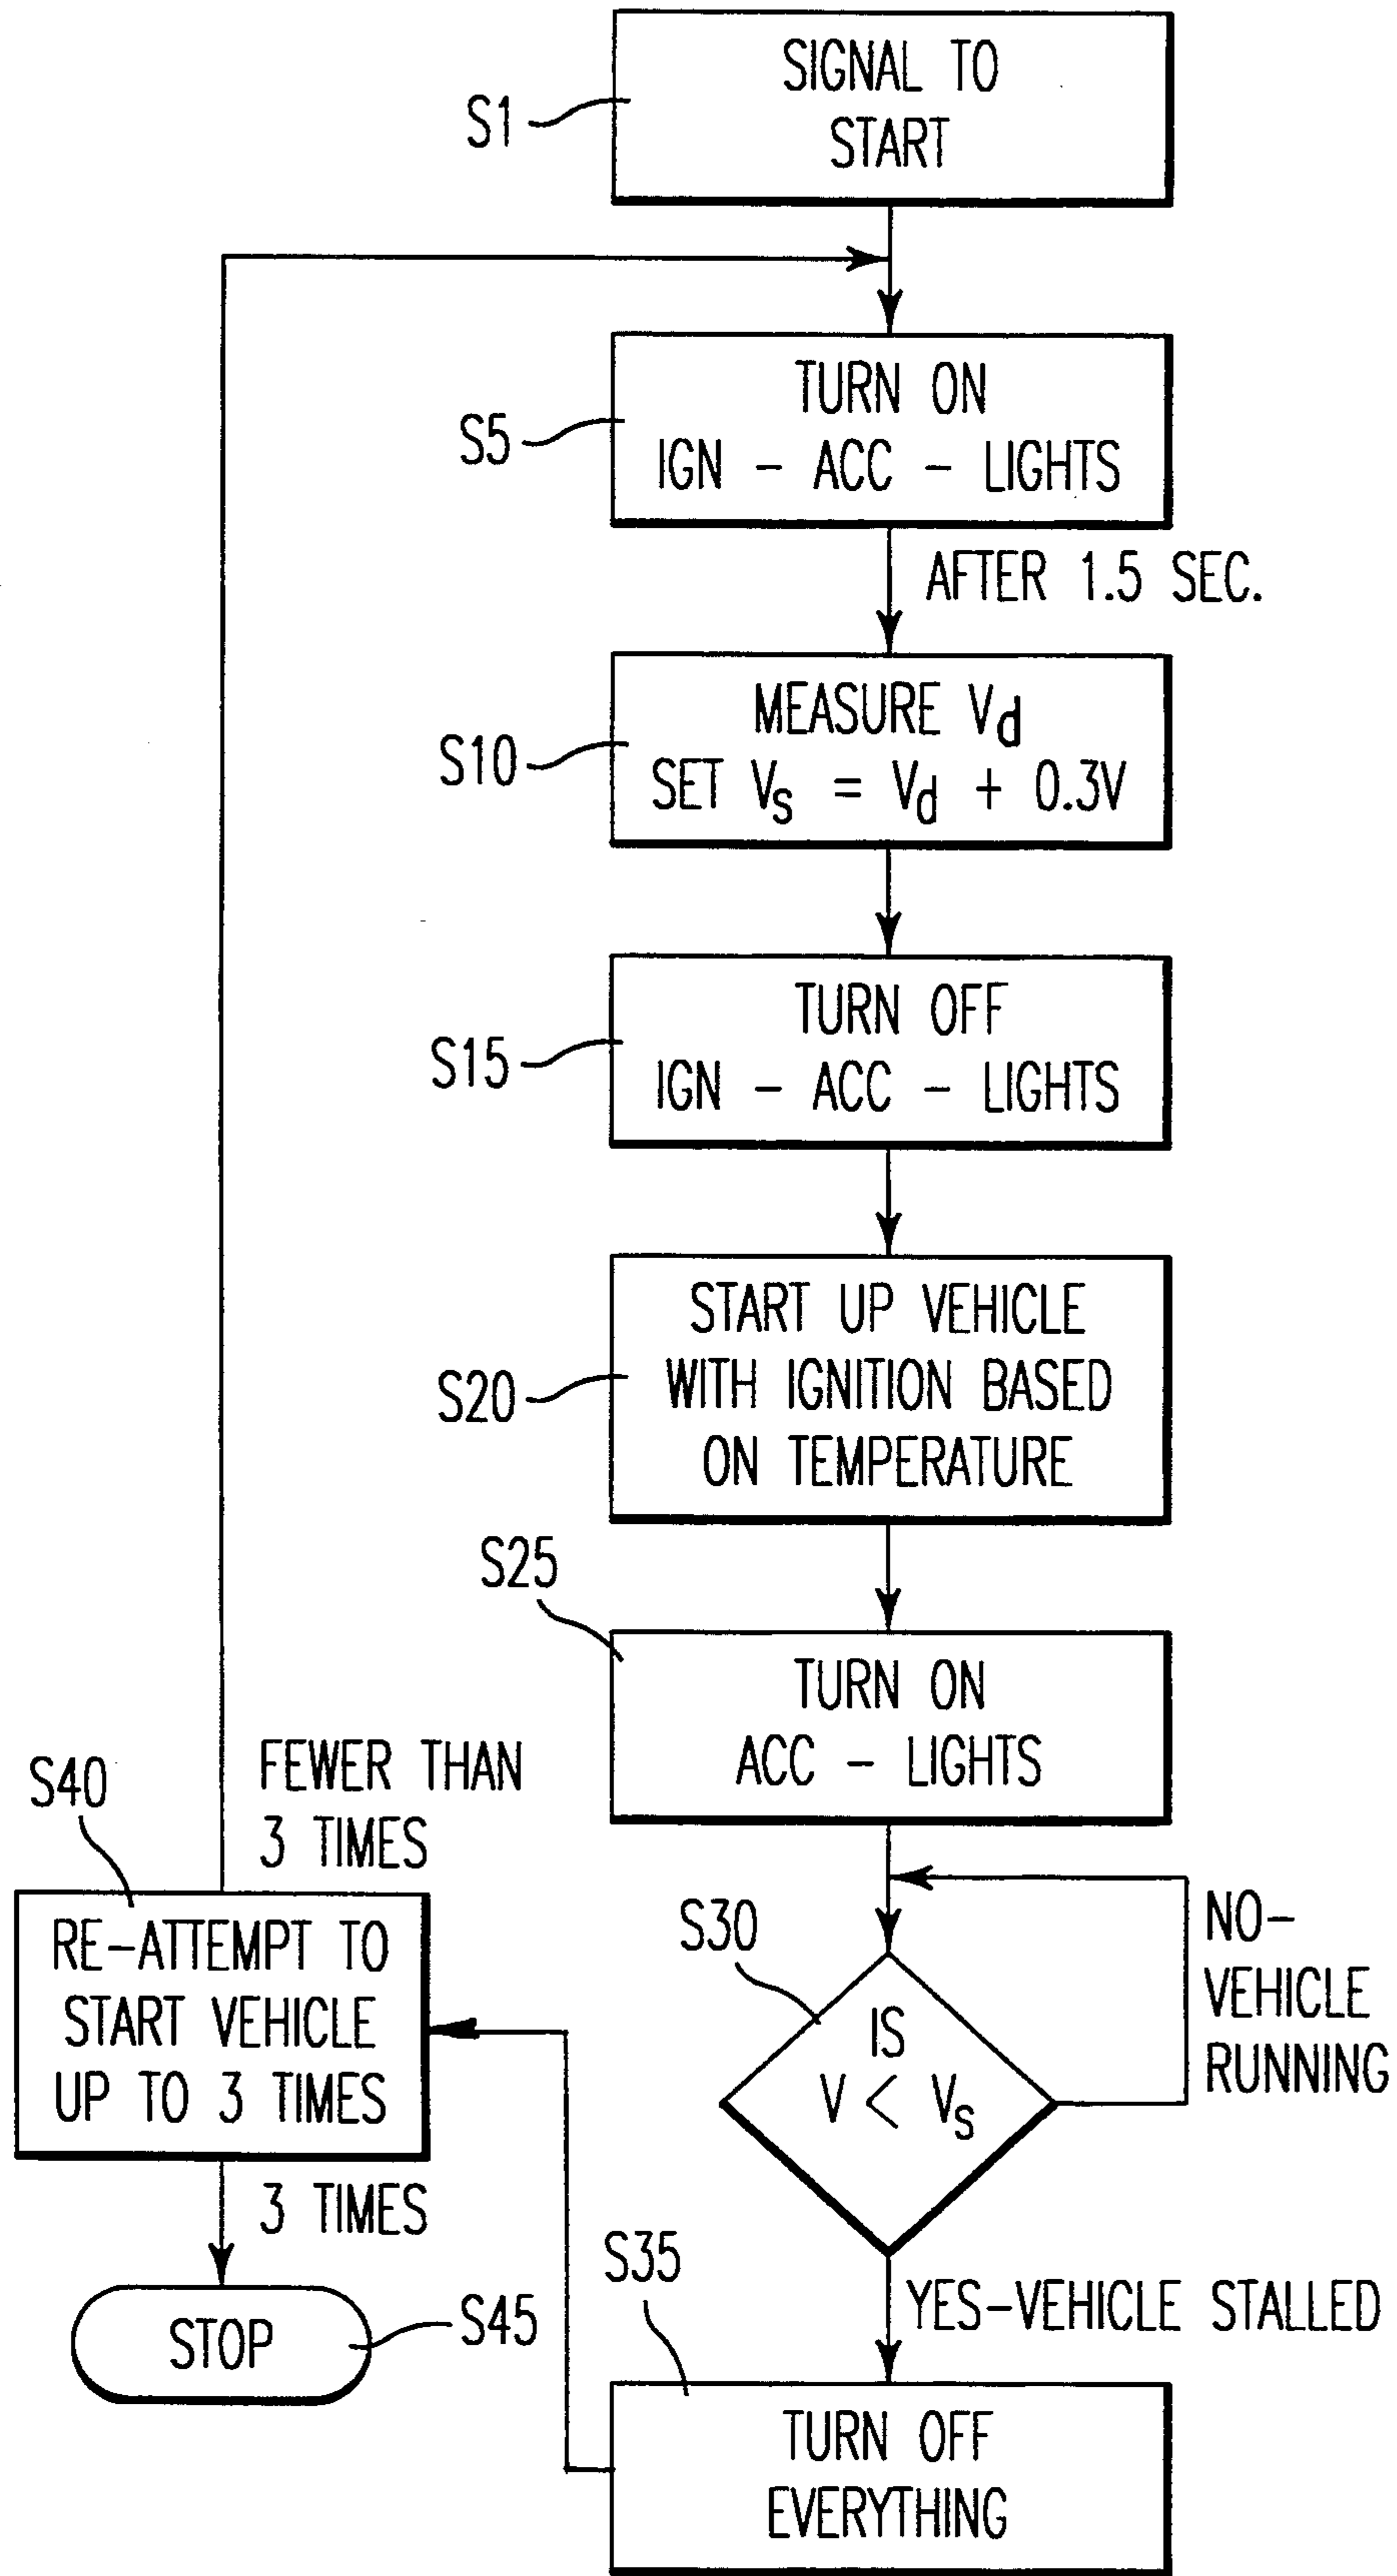 SIGNAL TO
START
S1
TURN ON
IGN - ACC - LIGHTS
S5
AFTER 1.5 SEC.
MEASURE Vd
SET Vs = Vd + 0.3V
S10
TURN OFF
IGN - ACC - LIGHTS
S15
START UP VEHICLE
WITH IGNITION BASED
ON TEMPERATURE
S20
S25
TURN ON
ACC - LIGHTS
S30
IS
V < Vs
NO-
VEHICLE
RUNNING
YES-VEHICLE STALLED
S35
TURN OFF
EVERYTHING
S40
FEWER THAN
3 TIMES
RE-ATTEMPT TO
START VEHICLE
UP TO 3 TIMES
3 TIMES
STOP
S45